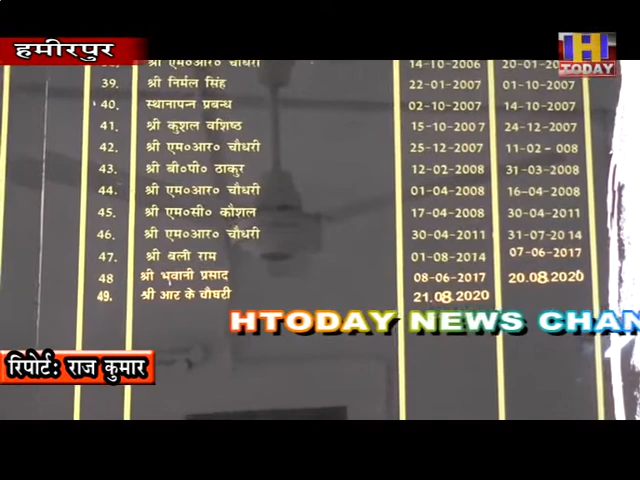 हमीरपुर
HI
TODAY
श्री एम०आर० चौधरी 14-10-2006
39. श्री निर्मल सिंह 22-01-2007 01-10-2007
40. स्थानापन्न प्रबन्ध 02-10-2007 14-10-2007
41. श्री कुशल वशिष्ठ 15-10-2007 24-12-2007
42. श्री एम०आर० चौधरी 25-12-2007 11-02-008
43. श्री बी०पी० ठाकुर 12-02-2008 31-03-2008
44. श्री एम०आर० चौधरी 01-04-2008 16-04-2008
45. श्री एम०सी० कौशल 17-04-2008 30-04-2011
46. श्री एम०आर० चौधरी 30-04-2011 31-07-2014
47. श्री बली राम 01-08-2014 07-06-2017
48 श्री भवानी प्रसाद 08-06-2017 20.08.2020
49. श्री आर के चौधरी 21.08.2020
HTODAY NEWS CHAN
रिपोर्ट: राज कुमार